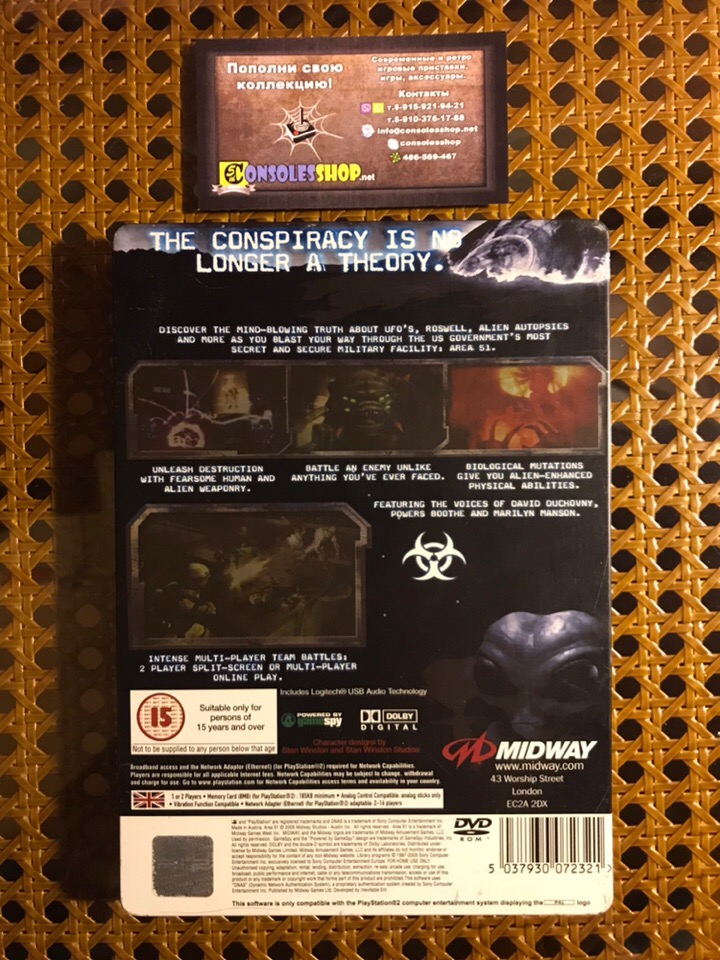 Пополни свою
коллекцию!
Современные и ретро
игровые приставки,
игры, аксессуары.
Контакты
т.8-915-921-94-21
т.8-910-376-17-88
info@consolesshop.net
consolesshop
486-569-467
CONSOLESSHOP.net
THE CONSPIRACY IS NO
LONGER A THEORY.
DISCOVER THE MIND-BLOWING TRUTH ABOUT UFO'S, ROSWELL, ALIEN AUTOPSIES
AND MORE AS YOU BLAST YOUR WAY THROUGH THE US GOVERNMENT'S MOST
SECRET AND SECURE MILITARY FACILITY: AREA 51.
UNLEASH DESTRUCTION
WITH FEARSOME HUMAN AND
ALIEN WEAPONRY.
BATTLE AN ENEMY UNLIKE
ANYTHING YOU'VE EVER FACED.
BIOLOGICAL MUTATIONS
GIVE YOU ALIEN-ENHANCED
PHYSICAL ABILITIES.
FEATURING THE VOICES OF DAVID DUCHOVNY,
POWERS BOOTHE AND MARILYN MANSON.
INTENSE MULTI-PLAYER TEAM BATTLES:
2 PLAYER SPLIT-SCREEN OR MULTI-PLAYER
ONLINE PLAY.
15
Suitable only for
persons of
15 years and over
Not to be supplied to any person below that age
Includes Logitech® USB Audio Technology
POWERED BY
gamespy
DOLBY
DIGITAL
Character designs by
Stan Winston and Stan Winston Studios
MIDWAY
www.midway.com
43 Worship Street
London
EC2A 2DX
Broadband access and the Network Adaptor (Ethernet) (for PlayStation®2) required for Network Capabilities.
Players are responsible for all applicable Internet fees. Network Capabilities may be subject to change, withdrawal
and charge for use. Go to www.playstation.com for Network Capabilities access terms and availability in your country.
1 or 2 Players • Memory Card (8MB) (for PlayStation®2): 185KB minimum • Analog Control Compatible: analog sticks only
• Vibration Function Compatible • Network Adaptor (Ethernet) (for PlayStation®2) adaptable: 2-16 players
DVD
ROM
5 037930 072321 >
This software is only compatible with the PlayStation®2 computer entertainment system displaying the PAL logo